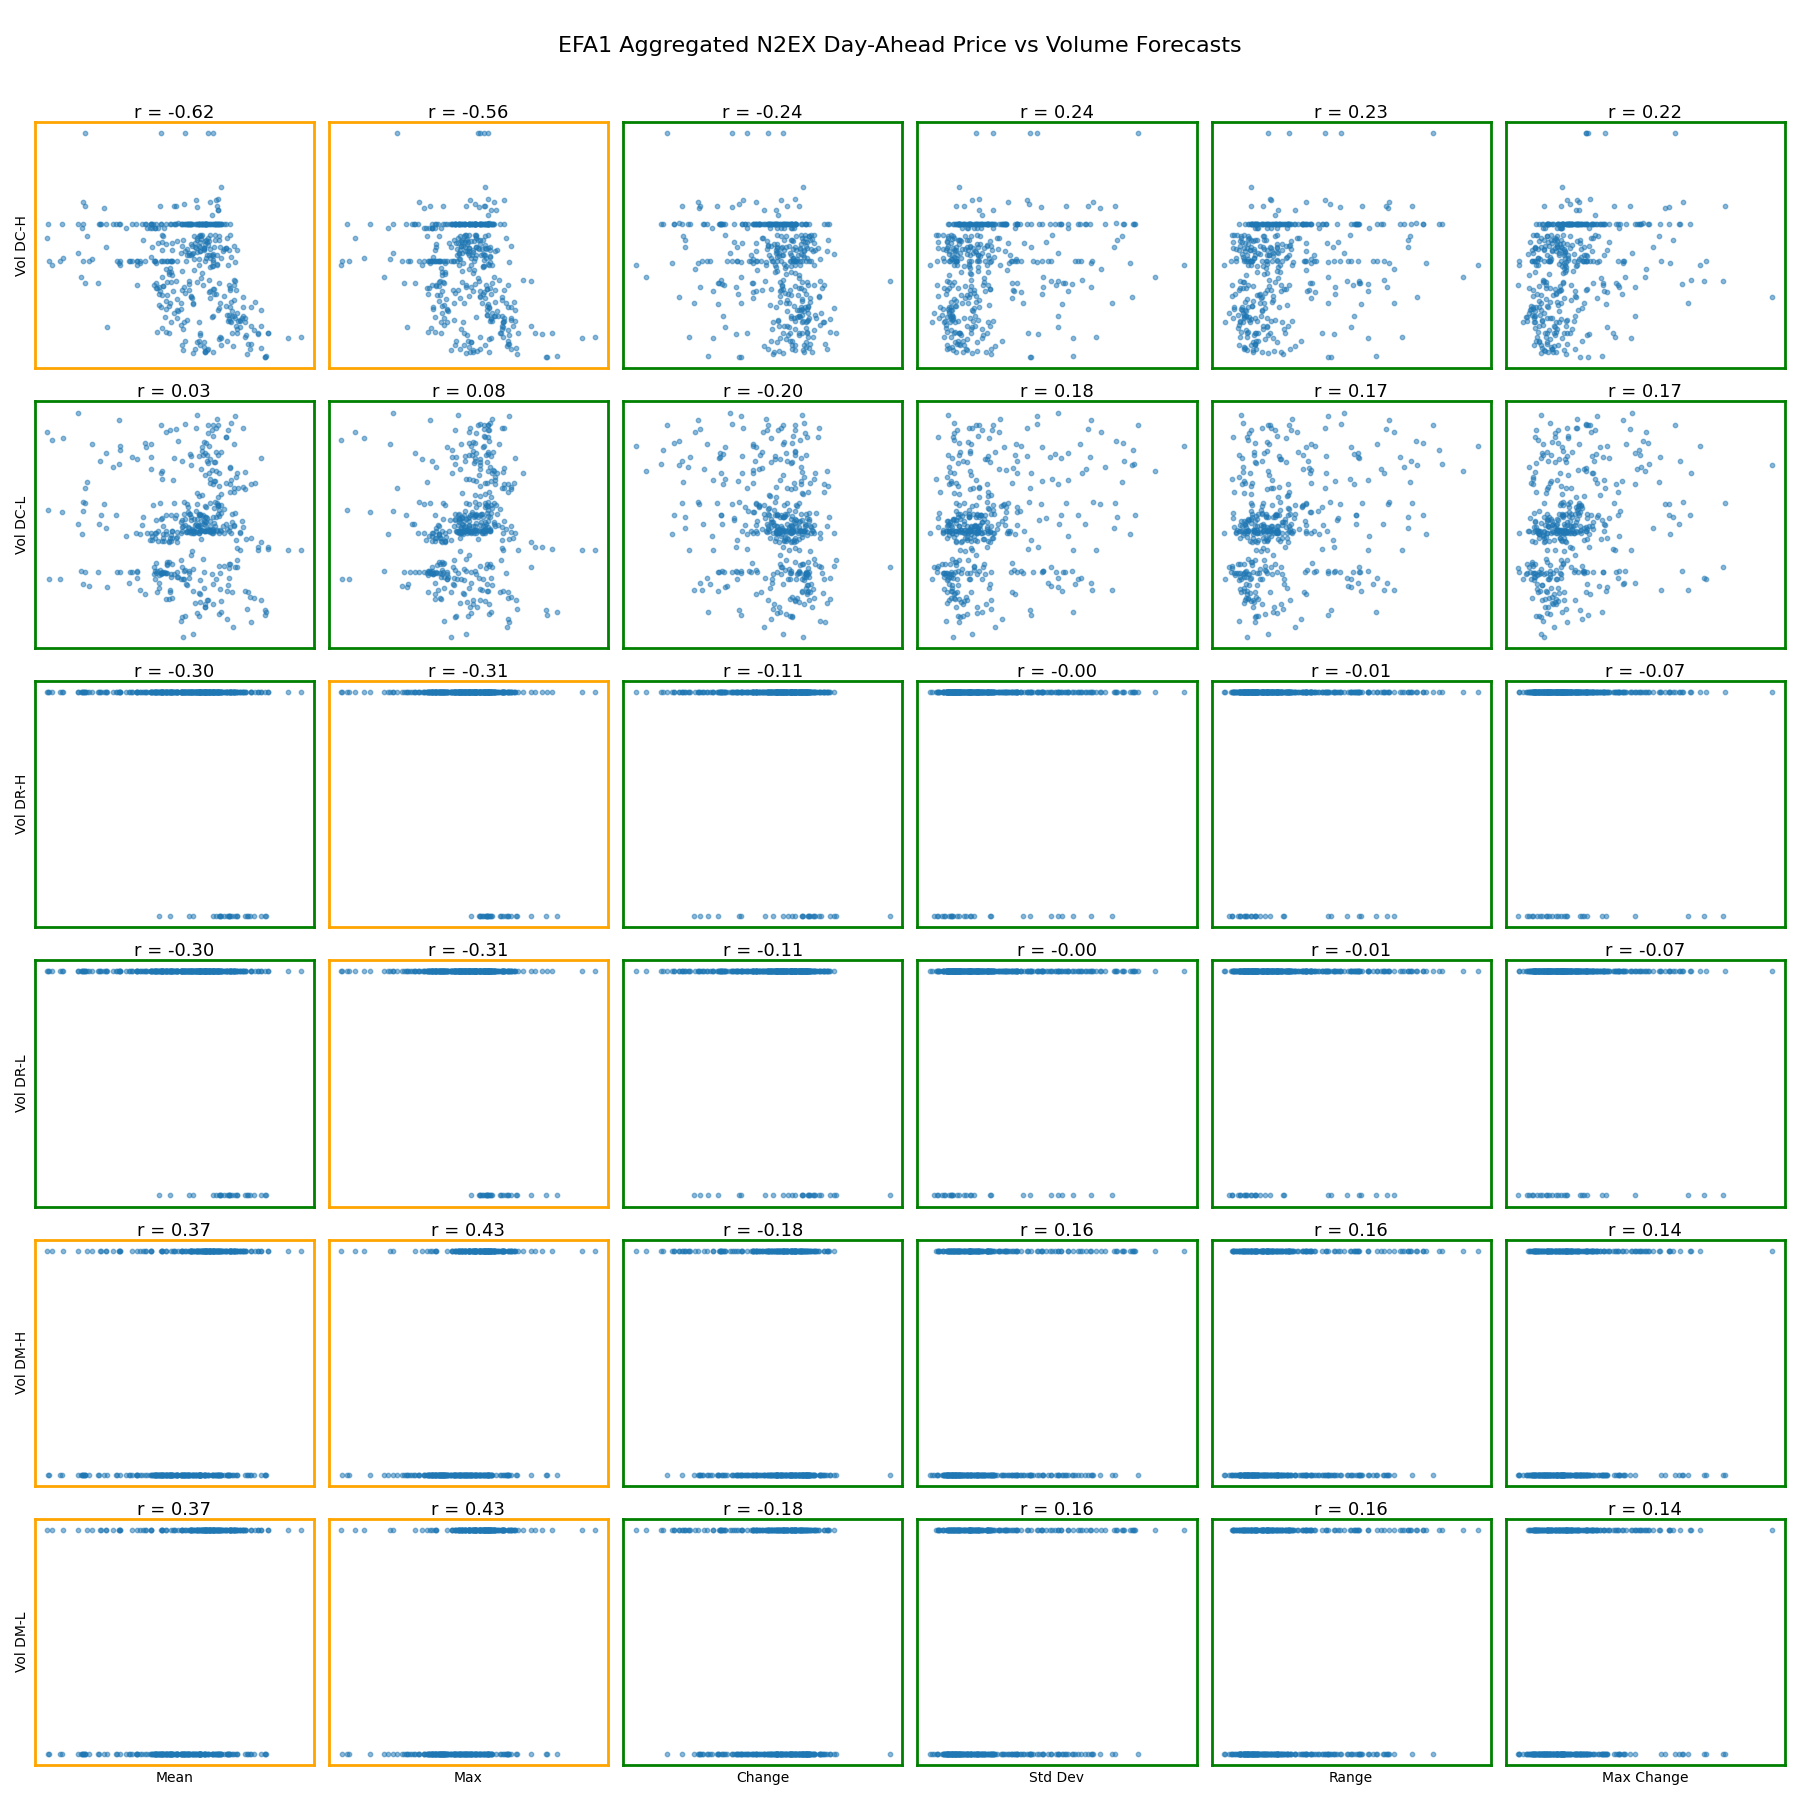 EFA1 Aggregated N2EX Day-Ahead Price vs Volume Forecasts
r = -0.62
r = -0.56
r = -0.24
r = 0.24
r = 0.23
r = 0.22
Vol DC-H
r = 0.03
r = 0.08
r = -0.20
r = 0.18
r = 0.17
r = 0.17
Vol DC-L
r = -0.30
r = -0.31
r = -0.11
r = -0.00
r = -0.01
r = -0.07
Vol DR-H
r = -0.30
r = -0.31
r = -0.11
r = -0.00
r = -0.01
r = -0.07
Vol DR-L
r = 0.37
r = 0.43
r = -0.18
r = 0.16
r = 0.16
r = 0.14
Vol DM-H
r = 0.37
r = 0.43
r = -0.18
r = 0.16
r = 0.16
r = 0.14
Vol DM-L
Mean
Max
Change
Std Dev
Range
Max Change